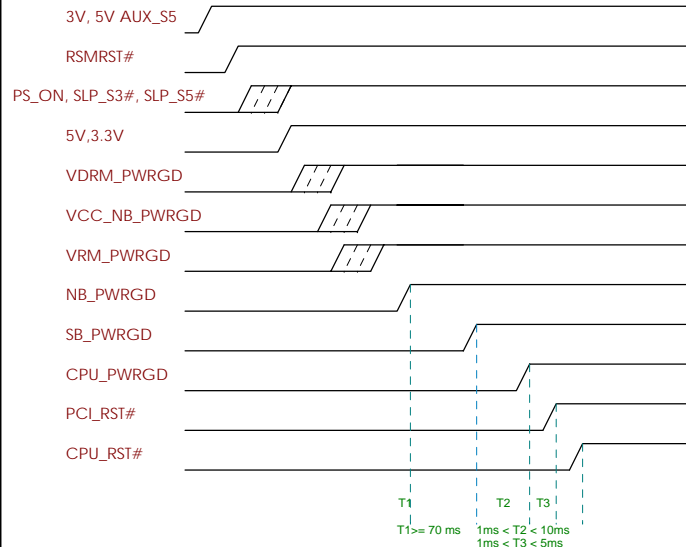 3V, 5V AUX_S5
RSMRST#
PS_ON, SLP_S3#, SLP_S5#
5V,3.3V
VDRM_PWRGD
VCC_NB_PWRGD
VRM_PWRGD
NB_PWRGD
SB_PWRGD
CPU_PWRGD
PCI_RST#
CPU_RST#
T1 T2 T3
T1>= 70 ms 1ms < T2 < 10ms
1ms < T3 < 5ms